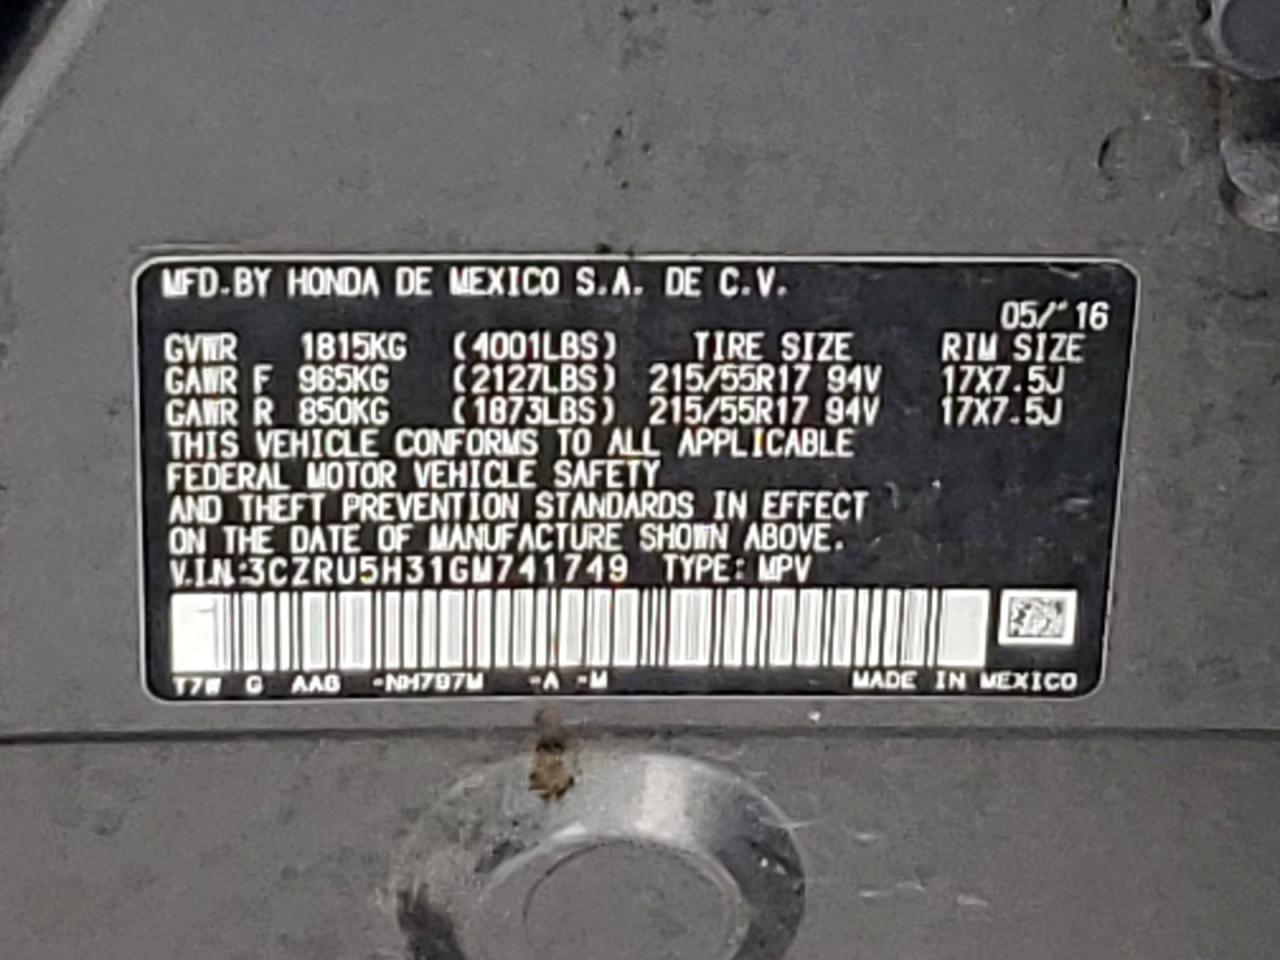 MFD.BY HONDA DE MEXICO S.A. DE C.V.
05/16
GVWR 1815KG (4001LBS) TIRE SIZE RIM SIZE
GAWR F 965KG (2127LBS) 215/55R17 94V 17X7.5J
GAWR R 850KG (1873LBS) 215/55R17 94V 17X7.5J
THIS VEHICLE CONFORMS TO ALL APPLICABLE
FEDERAL MOTOR VEHICLE SAFETY
AND THEFT PREVENTION STANDARDS IN EFFECT
ON THE DATE OF MANUFACTURE SHOWN ABOVE.
V.I.N.:3CZRU5H31GM741749 TYPE: MPV
T7W G AAG -NH797M -A -M MADE IN MEXICO